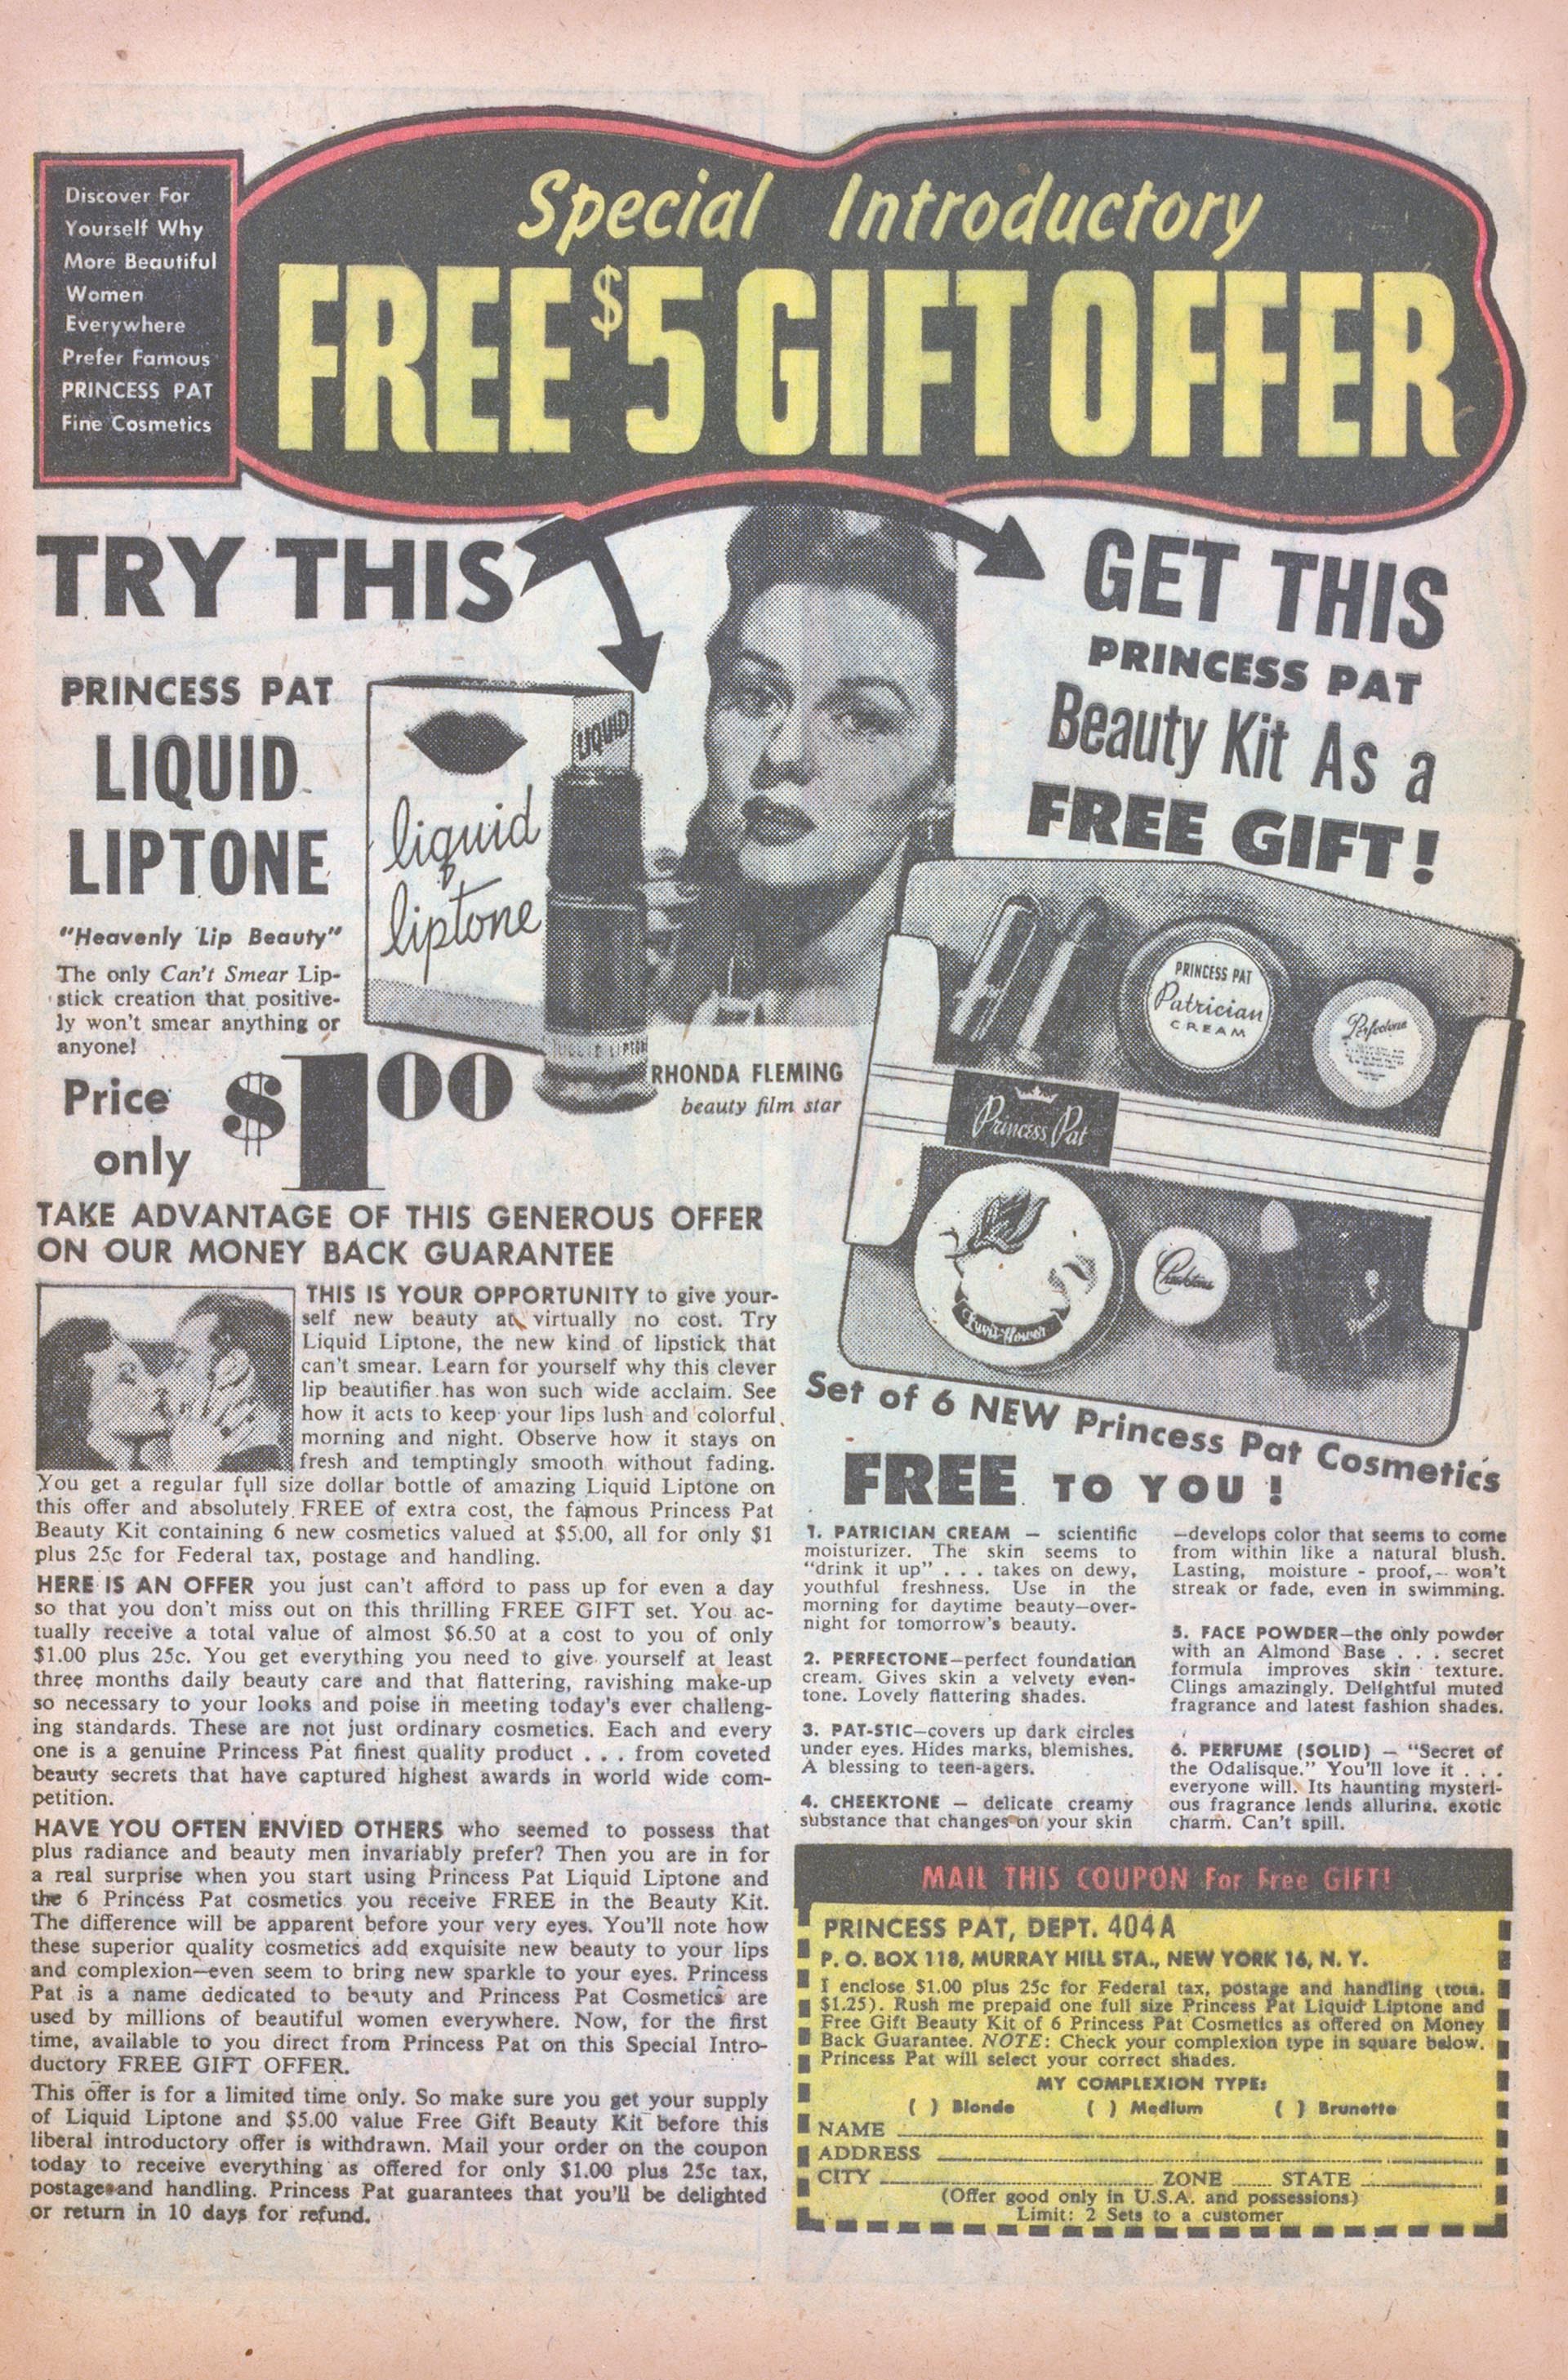 Discover For
Yourself Why
More Beautiful
Women
Everywhere
Prefer Famous
PRINCESS PAT
Fine Cosmetics
Special Introductory
FREE $5 GIFT OFFER
TRY THIS
PRINCESS PAT
LIQUID
LIPTONE
"Heavenly Lip Beauty"
The only Can't Smear Lip-
stick creation that positive-
ly won't smear anything or
anyone!
Price
only
$1.00
LIQUID
liquid
liptone
LIQUID LIPTONE
RHONDA FLEMING
beauty film star
GET THIS
PRINCESS PAT
Beauty Kit As a
FREE GIFT!
PRINCESS PAT
Patrician
CREAM
Perfectone
Princess Pat
Cheektone
Set of 6 NEW Princess Pat Cosmetics
FREE TO YOU!
TAKE ADVANTAGE OF THIS GENEROUS OFFER
ON OUR MONEY BACK GUARANTEE
THIS IS YOUR OPPORTUNITY to give your-
self new beauty at virtually no cost. Try
Liquid Liptone, the new kind of lipstick that
can't smear. Learn for yourself why this clever
lip beautifier has won such wide acclaim. See
how it acts to keep your lips lush and colorful
morning and night. Observe how it stays on
fresh and temptingly smooth without fading.
You get a regular full size dollar bottle of amazing Liquid Liptone on
this offer and absolutely FREE of extra cost, the famous Princess Pat
Beauty Kit containing 6 new cosmetics valued at $5.00, all for only $1
plus 25c for Federal tax, postage and handling.
HERE IS AN OFFER you just can't afford to pass up for even a day
so that you don't miss out on this thrilling FREE GIFT set. You ac-
tually receive a total value of almost $6.50 at a cost to you of only
$1.00 plus 25c. You get everything you need to give yourself at least
three months daily beauty care and that flattering, ravishing make-up
so necessary to your looks and poise in meeting today's ever challeng-
ing standards. These are not just ordinary cosmetics. Each and every
one is a genuine Princess Pat finest quality product . . . from coveted
beauty secrets that have captured highest awards in world wide com-
petition.
HAVE YOU OFTEN ENVIED OTHERS who seemed to possess that
plus radiance and beauty men invariably prefer? Then you are in for
a real surprise when you start using Princess Pat Liquid Liptone and
the 6 Princess Pat cosmetics you receive FREE in the Beauty Kit.
The difference will be apparent before your very eyes. You'll note how
these superior quality cosmetics add exquisite new beauty to your lips
and complexion—even seem to bring new sparkle to your eyes. Princess
Pat is a name dedicated to beauty and Princess Pat Cosmetics are
used by millions of beautiful women everywhere. Now, for the first
time, available to you direct from Princess Pat on this Special Intro-
ductory FREE GIFT OFFER.
This offer is for a limited time only. So make sure you get your supply
of Liquid Liptone and $5.00 value Free Gift Beauty Kit before this
liberal introductory offer is withdrawn. Mail your order on the coupon
today to receive everything as offered for only $1.00 plus 25c tax,
postage and handling. Princess Pat guarantees that you'll be delighted
or return in 10 days for refund.
1. PATRICIAN CREAM — scientific
moisturizer. The skin seems to
"drink it up" . . . takes on dewy,
youthful freshness. Use in the
morning for daytime beauty—over-
night for tomorrow's beauty.
2. PERFECTONE—perfect foundation
cream. Gives skin a velvety even-
tone. Lovely flattering shades.
3. PAT-STIC—covers up dark circles
under eyes. Hides marks, blemishes.
A blessing to teen-agers.
4. CHEEKTONE — delicate creamy
substance that changes on your skin
—develops color that seems to come
from within like a natural blush.
Lasting, moisture - proof, — won't
streak or fade, even in swimming.
5. FACE POWDER—the only powder
with an Almond Base . . . secret
formula improves skin texture.
Clings amazingly. Delightful muted
fragrance and latest fashion shades.
6. PERFUME (SOLID) — "Secret of
the Odalisque." You'll love it . . .
everyone will. Its haunting mysteri-
ous fragrance lends alluring, exotic
charm. Can't spill.
MAIL THIS COUPON For Free GIFT!
PRINCESS PAT, DEPT. 404A
P. O. BOX 118, MURRAY HILL STA., NEW YORK 16, N. Y.
I enclose $1.00 plus 25c for Federal tax, postage and handling (tota.
$1.25). Rush me prepaid one full size Princess Pat Liquid Liptone and
Free Gift Beauty Kit of 6 Princess Pat Cosmetics as offered on Money
Back Guarantee. NOTE: Check your complexion type in square below.
Princess Pat will select your correct shades.
MY COMPLEXION TYPE:
( ) Blonde ( ) Medium ( ) Brunette
NAME
ADDRESS
CITY ZONE STATE
(Offer good only in U.S.A. and possessions)
Limit: 2 Sets to a customer